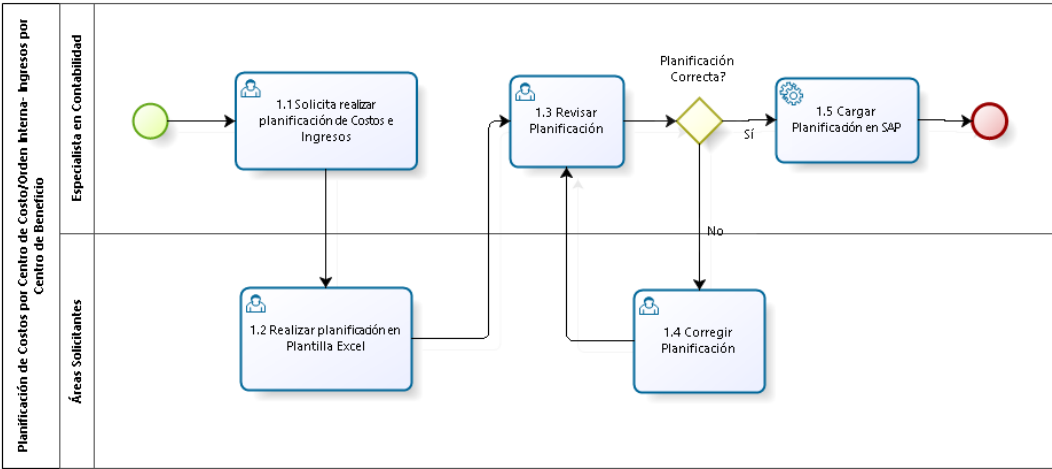 Planificación de Costos por Centro de Costo/Orden Interna- Ingresos por
Centro de Beneficio
Especialista en Contabilidad
1.1 Solicita realizar
planificación de Costos e
Ingresos
1.3 Revisar
Planificación
Planificación
Correcta?
Sí
1.5 Cargar
Planificación en SAP
No
Áreas Solicitantes
1.2 Realizar planificación en
Plantilla Excel
1.4 Corregir
Planificación